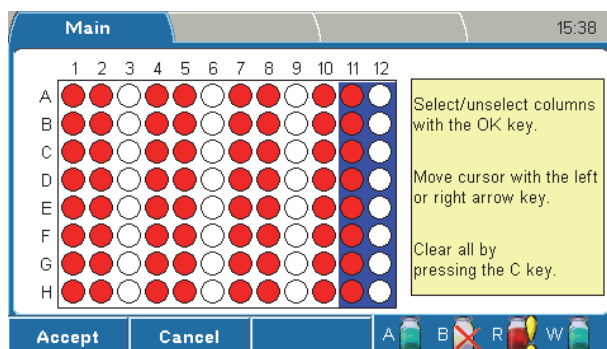 Main 15:38
1 2 3 4 5 6 7 8 9 10 11 12
A
B
C
D
E
F
G
H
Select/unselect columns
with the OK key.
Move cursor with the left
or right arrow key.
Clear all by
pressing the C key.
Accept Cancel A B R W